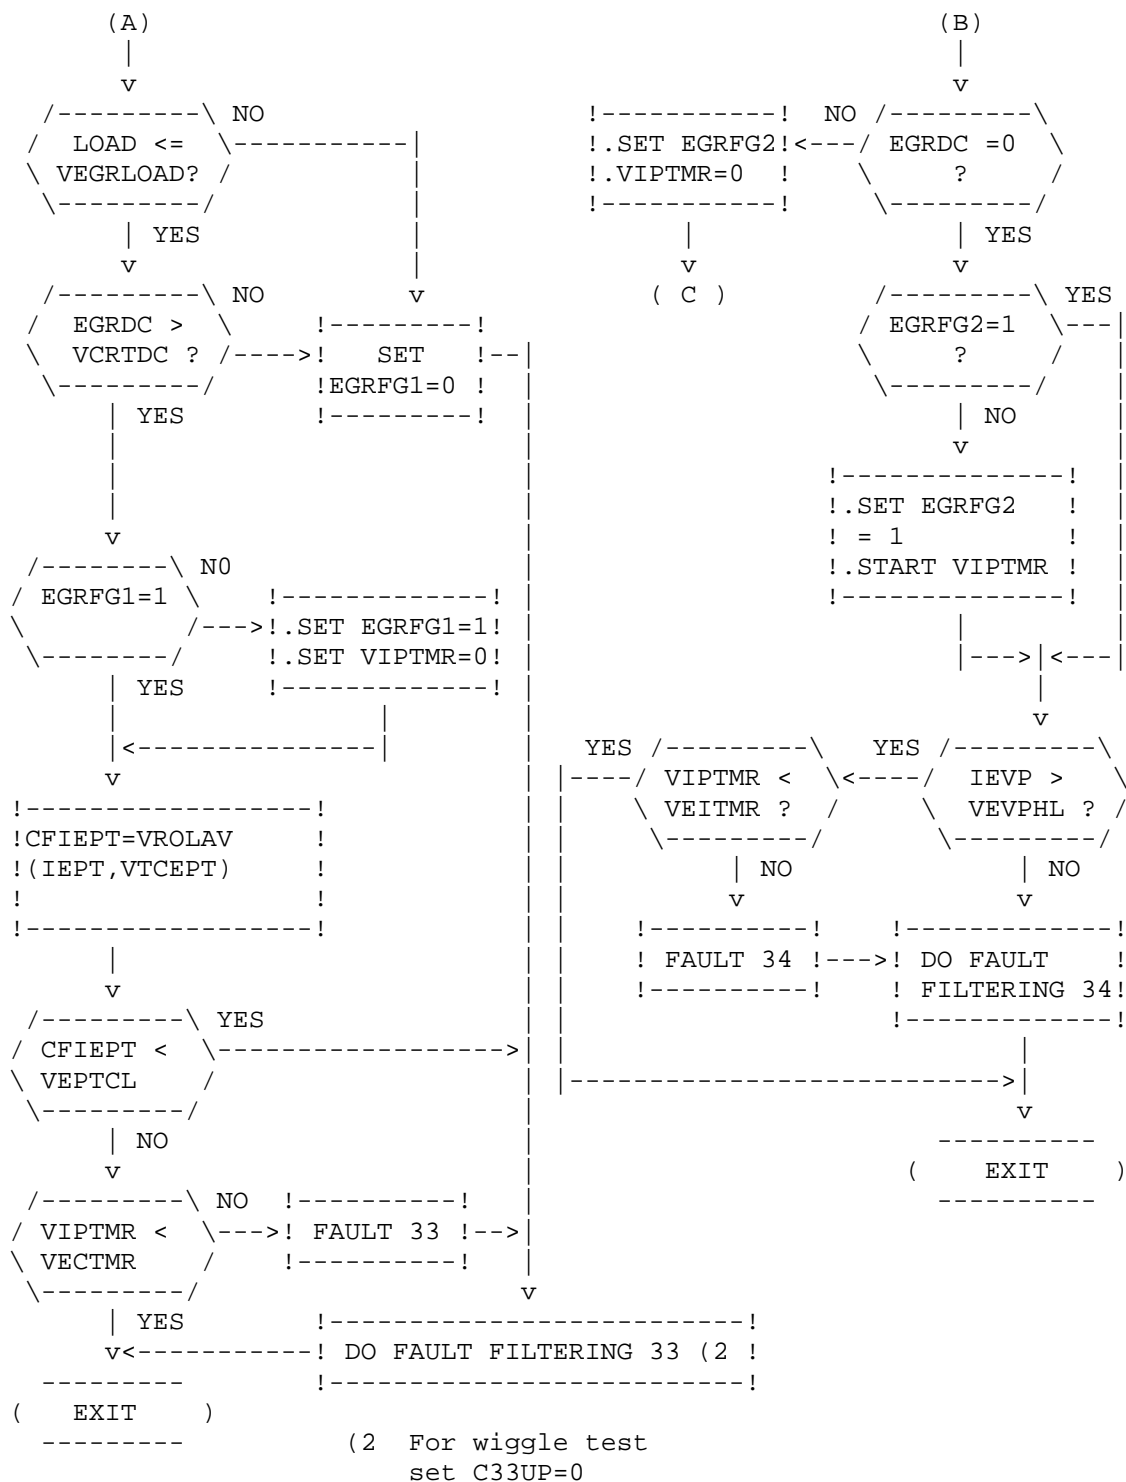 (A) (B)
NO NO
LOAD <= .SET EGRFG2 EGRDC =0
VEGRLOAD? .VIPTMR=0 ?
YES YES
NO ( C ) YES
EGRDC > EGRFG2=1
VCRTDC ? SET ?
EGRFG1=0
YES NO
.SET EGRFG2
= 1
N0 .START VIPTMR
EGRFG1=1
.SET EGRFG1=1
.SET VIPTMR=0
YES
YES YES
VIPTMR < IEVP >
VEITMR ? VEVPHL ?
CFIEPT=VROLAV
(IEPT,VTCEPT) NO NO
FAULT 34 DO FAULT
FILTERING 34
YES
CFIEPT <
VEPTCL
NO
EXIT
NO
VIPTMR < FAULT 33
VECTMR
YES
DO FAULT FILTERING 33 (2
( EXIT )
(2 For wiggle test
set C33UP=0